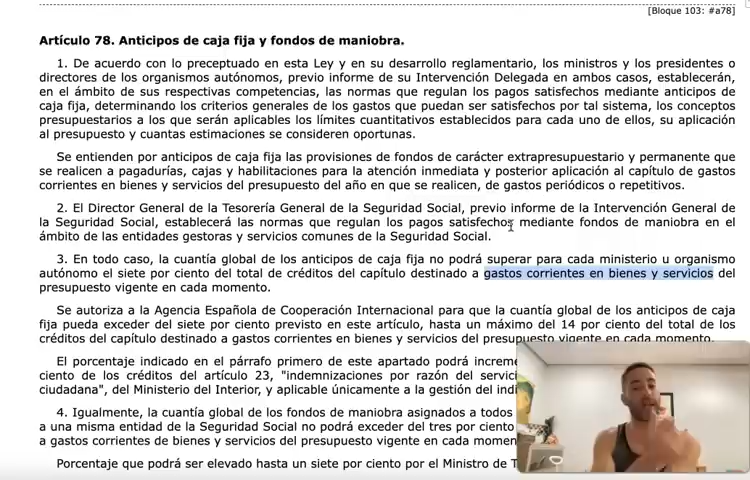 [Bloque 103: #a78]
Artículo 78. Anticipos de caja fija y fondos de maniobra.
1. De acuerdo con lo preceptuado en esta Ley y en su desarrollo reglamentario, los ministros y los presidentes o
directores de los organismos autónomos, previo informe de su Intervención Delegada en ambos casos, establecerán,
en el ámbito de sus respectivas competencias, las normas que regulan los pagos satisfechos mediante anticipos de
caja fija, determinando los criterios generales de los gastos que puedan ser satisfechos por tal sistema, los conceptos
presupuestarios a los que serán aplicables los límites cuantitativos establecidos para cada uno de ellos, su aplicación
al presupuesto y cuantas estimaciones se consideren oportunas.
Se entienden por anticipos de caja fija las provisiones de fondos de carácter extrapresupuestario y permanente que
se realicen a pagadurías, cajas y habilitaciones para la atención inmediata y posterior aplicación al capítulo de gastos
corrientes en bienes y servicios del presupuesto del año en que se realicen, de gastos periódicos o repetitivos.
2. El Director General de la Tesorería General de la Seguridad Social, previo informe de la Intervención General de
la Seguridad Social, establecerá las normas que regulan los pagos satisfechos mediante fondos de maniobra en el
ámbito de las entidades gestoras y servicios comunes de la Seguridad Social.
3. En todo caso, la cuantía global de los anticipos de caja fija no podrá superar para cada ministerio u organismo
autónomo el siete por ciento del total de créditos del capítulo destinado a gastos corrientes en bienes y servicios del
presupuesto vigente en cada momento.
Se autoriza a la Agencia Española de Cooperación Internacional para que la cuantía global de los anticipos de caja
fija pueda exceder del siete por ciento previsto en este artículo, hasta un máximo del 14 por ciento del total de los
créditos del capítulo destinado a gastos corrientes en bienes y servicios del presupuesto vigente en cada momento.
El porcentaje indicado en el párrafo primero de este apartado podrá
ciento de los créditos del artículo 23, "indemnizaciones por razón del
ciudadana", del Ministerio del Interior, y aplicable únicamente a la gestión del
4. Igualmente, la cuantía global de los fondos de maniobra asignados a todos
a una misma entidad de la Seguridad Social no podrá exceder del tres por ciento
a gastos corrientes de bienes y servicios del presupuesto vigente en cada
Porcentaje que podrá ser elevado hasta un siete por ciento por el Ministro de